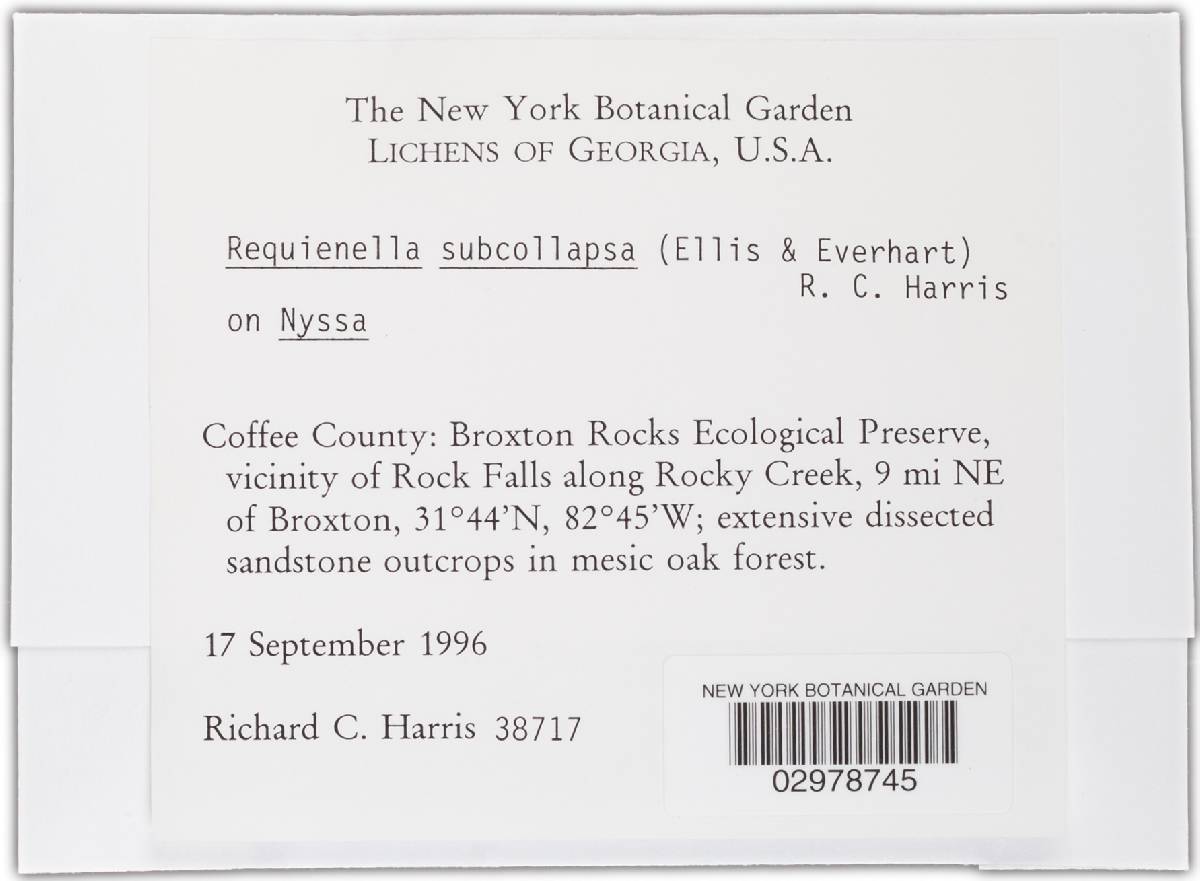 The New York Botanical Garden
LICHENS OF GEORGIA, U.S.A.
Requienella subcollapsa (Ellis & Everhart)
R. C. Harris
on Nyssa
Coffee County: Broxton Rocks Ecological Preserve,
vicinity of Rock Falls along Rocky Creek, 9 mi NE
of Broxton, 31°44'N, 82°45'W; extensive dissected
sandstone outcrops in mesic oak forest.
17 September 1996
Richard C. Harris 38717
NEW YORK BOTANICAL GARDEN
02978745